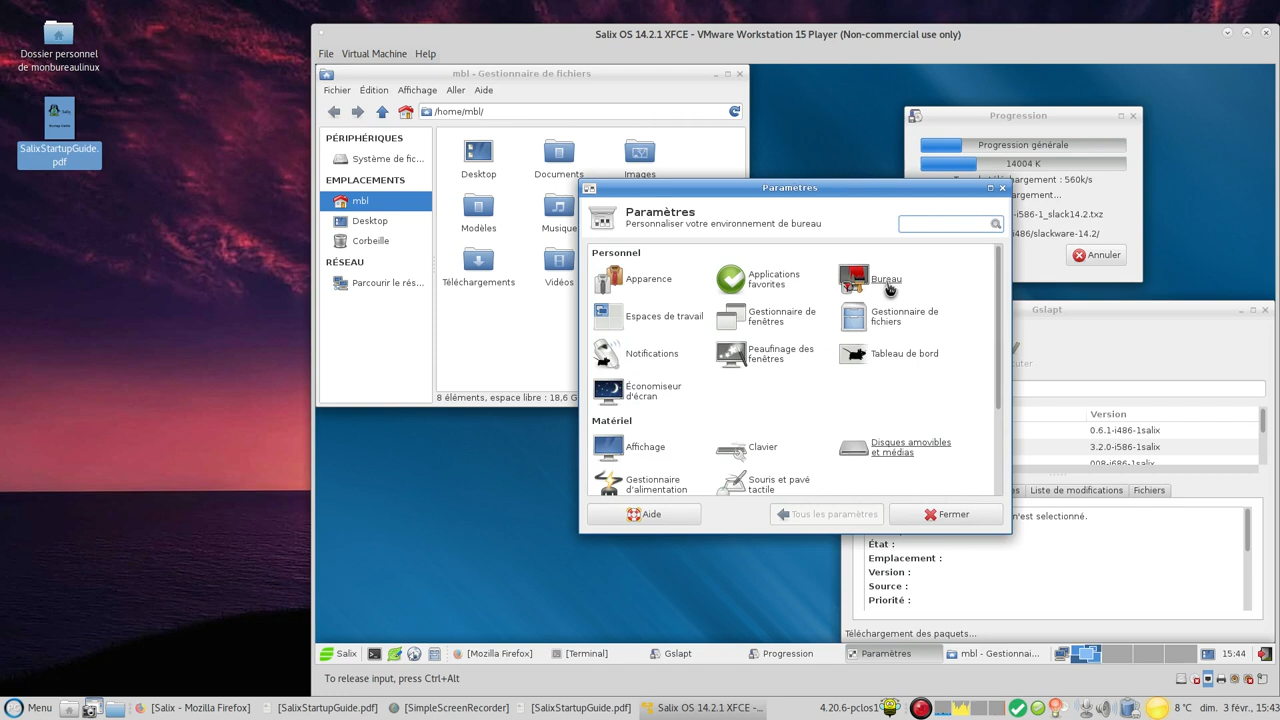 Dossier personnel
de monbureaulinux
SalixStartupGuide.
pdf
Salix OS 14.2.1 XFCE - VMware Workstation 15 Player (Non-commercial use only)
File Virtual Machine Help
mbl - Gestionnaire de fichiers
Fichier Édition Affichage Aller Aide
/home/mbl/
PÉRIPHÉRIQUES
Système de fic...
EMPLACEMENTS
mbl
Desktop
Corbeille
RÉSEAU
Parcourir le rés...
Desktop Documents Images
Modèles Musique
Téléchargements Vidéos
8 éléments, espace libre : 18,6 G
Progression
Progression générale
14004 K
téléchargement : 560k/s
chargement...
-i586-1_slack14.2.txz
i486/slackware-14.2/
Annuler
Paramètres
Paramètres
Personnaliser votre environnement de bureau
Personnel
Apparence
Applications
favorites
Bureau
Espaces de travail
Gestionnaire de
fenêtres
Gestionnaire de
fichiers
Notifications
Peaufinage des
fenêtres
Tableau de bord
Économiseur
d'écran
Matériel
Affichage
Clavier
Disques amovibles
et médias
Gestionnaire
d'alimentation
Souris et pavé
tactile
Aide
Tous les paramètres
Fermer
Gslapt
Version
0.6.1-i486-1salix
3.2.0-i586-1salix
008-i686-1salix
Liste de modifications Fichiers
n'est selectionné.
État :
Emplacement :
Version :
Source :
Priorité :
Téléchargement des paquets...
Salix [Mozilla Firefox] [Terminal] Gslapt Progression Paramètres mbl - Gestionnai... 15:44
To release input, press Ctrl+Alt
Menu [Salix - Mozilla Firefox] [SalixStartupGuide.pdf] [SimpleScreenRecorder] [SalixStartupGuide.pdf] Salix OS 14.2.1 XFCE -... 4.20.6-pclos1 8 °C dim. 3 févr., 15:43